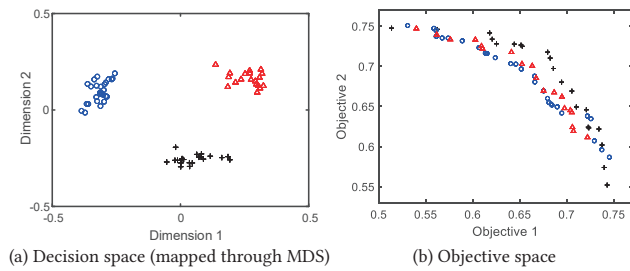 0.5
0
-0.5
-0.5
0
0.5
Dimension 2
Dimension 1
(a) Decision space (mapped through MDS)
0.75
0.7
0.65
0.6
0.55
0.5
0.55
0.6
0.65
0.7
0.75
Objective 2
Objective 1
(b) Objective space